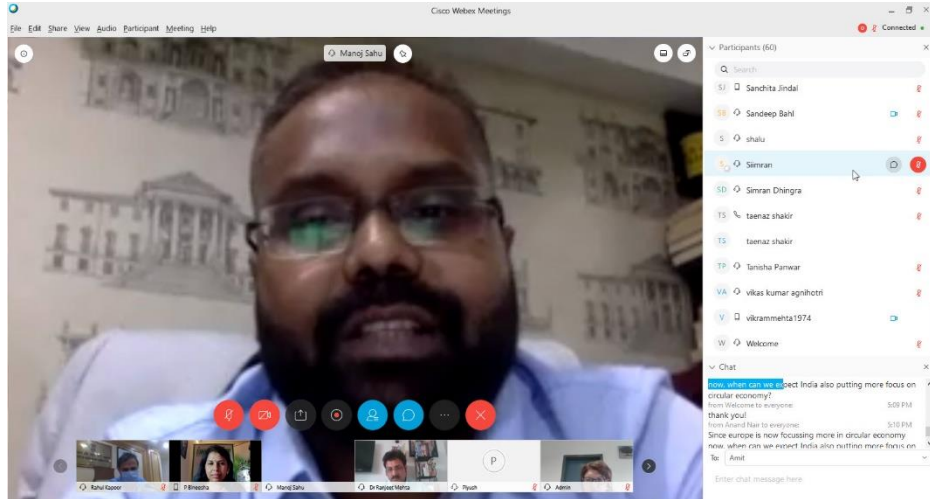 Cisco Webex Meetings
File Edit Share View Audio Participant Meeting Help
Connected
Manoj Sahu
Participants (60)
Search
SJ Sanchita Jindal
SB Sandeep Bahl
S shalu
S Siimran
SD Simran Dhingra
TS taenaz shakir
TS taenaz shakir
TP Tanisha Panwar
VA vikas kumar agnihotri
V vikrammehta1974
W Welcome
Chat
now, when can we expect India also putting more focus on
circular economy?
from Welcome to everyone: 5:09 PM
thank you!
from Anand Nair to everyone: 5:10 PM
Since europe is now focussing more in circular economy
now, when can we expect India also putting more focus on
To: Amit
Enter chat message here
P
Rahul Kapoor
P Bineesha
Manoj Sahu
Dr Ranjeet Mehta
Piyush
Admin